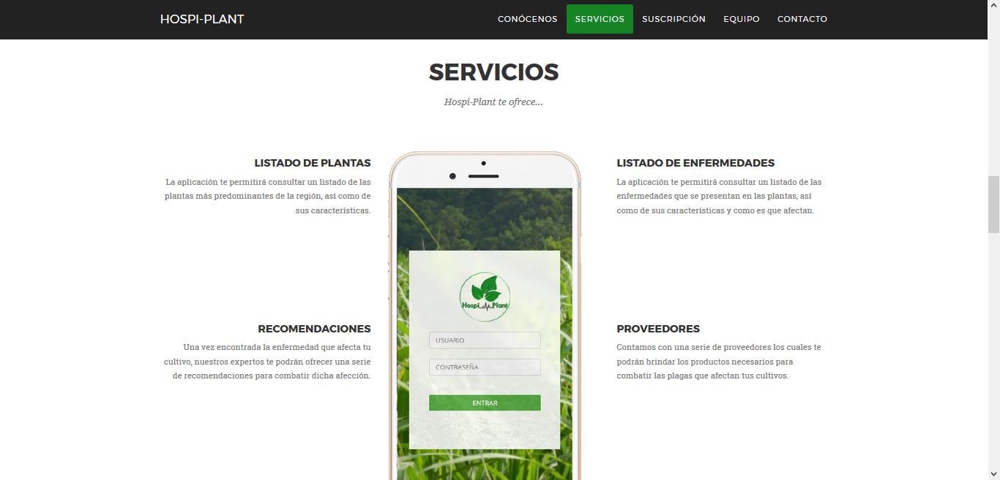 HOSPI-PLANT
CONÓCENOS
SERVICIOS
SUSCRIPCIÓN
EQUIPO
CONTACTO
SERVICIOS
Hospi-Plant te ofrece...
LISTADO DE PLANTAS
La aplicación te permitirá consultar un listado de las
plantas más predominantes de la región, así como de
sus características.
RECOMENDACIONES
Una vez encontrada la enfermedad que afecta tu
cultivo, nuestros expertos te podrán ofrecer una serie
de recomendaciones para combatir dicha afección.
Hospi Plant
USUARIO
CONTRASEÑA
ENTRAR
LISTADO DE ENFERMEDADES
La aplicación te permitirá consultar un listado de las
enfermedades que se presentan en las plantas, así
como de sus características y como es que afectan.
PROVEEDORES
Contamos con una serie de proveedores los cuales te
podrán brindar los productos necesarios para
combatir las plagas que afectan tus cultivos.